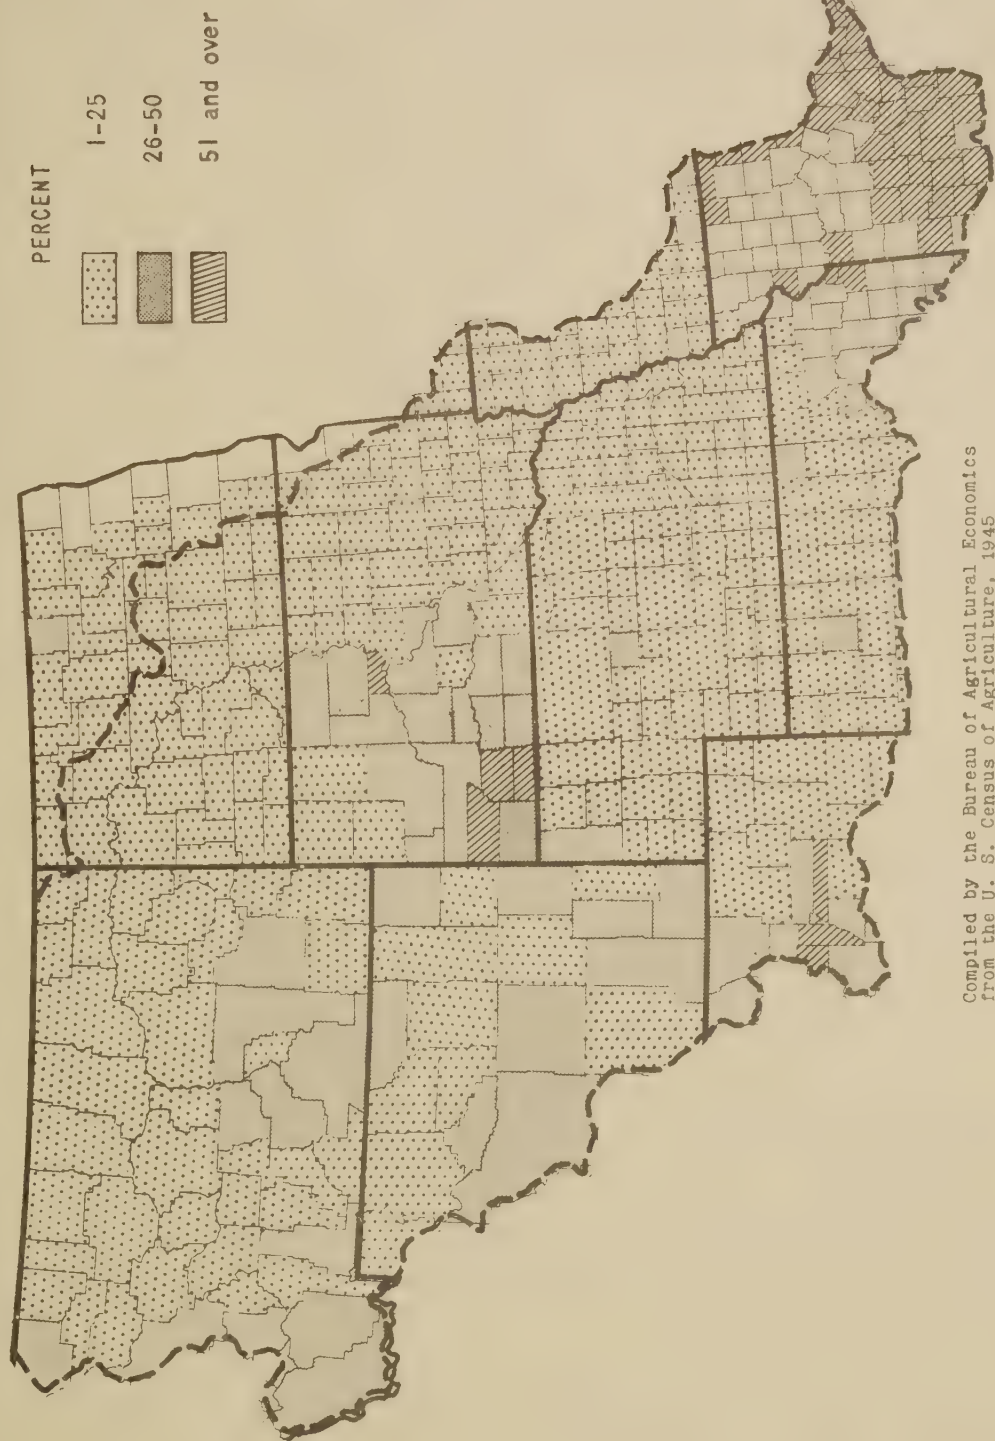 PERCENT
1-25
26-50
51 and over
Compiled by the Bureau of Agricultural Economics
from the U. S. Census of Agriculture, 1945